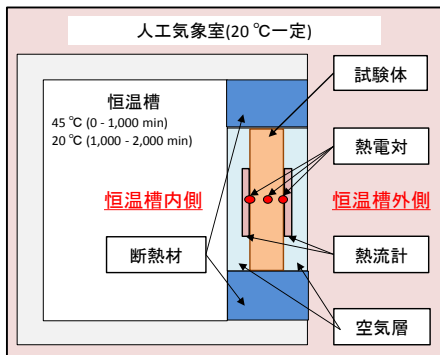 人工気象室(20 ℃一定)
恒温槽
45 ℃ (0 - 1,000 min)
20 ℃ (1,000 - 2,000 min)
試験体
熱電対
恒温槽内側
恒温槽外側
断熱材
熱流計
空気層